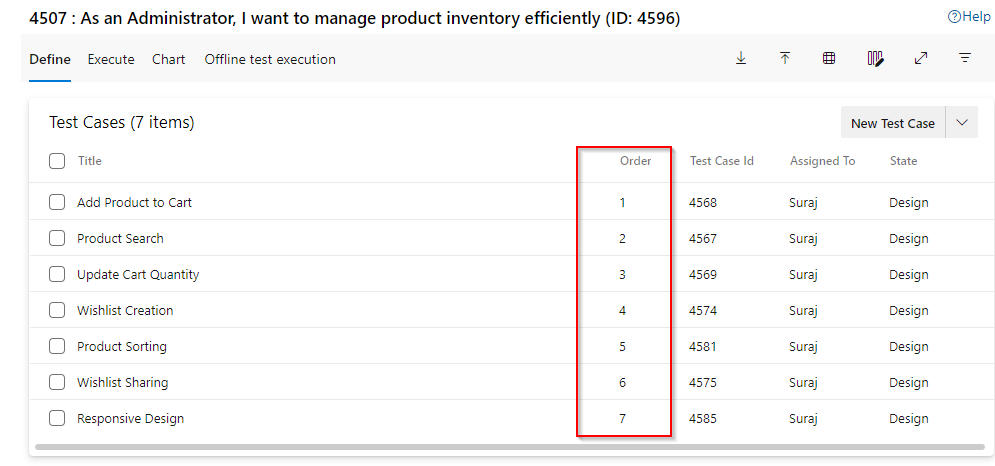 4507 : As an Administrator, I want to manage product inventory efficiently (ID: 4596)
Help
Define Execute Chart Offline test execution
Test Cases (7 items)
New Test Case
Title Order Test Case Id Assigned To State
Add Product to Cart 1 4568 Suraj Design
Product Search 2 4567 Suraj Design
Update Cart Quantity 3 4569 Suraj Design
Wishlist Creation 4 4574 Suraj Design
Product Sorting 5 4581 Suraj Design
Wishlist Sharing 6 4575 Suraj Design
Responsive Design 7 4585 Suraj Design